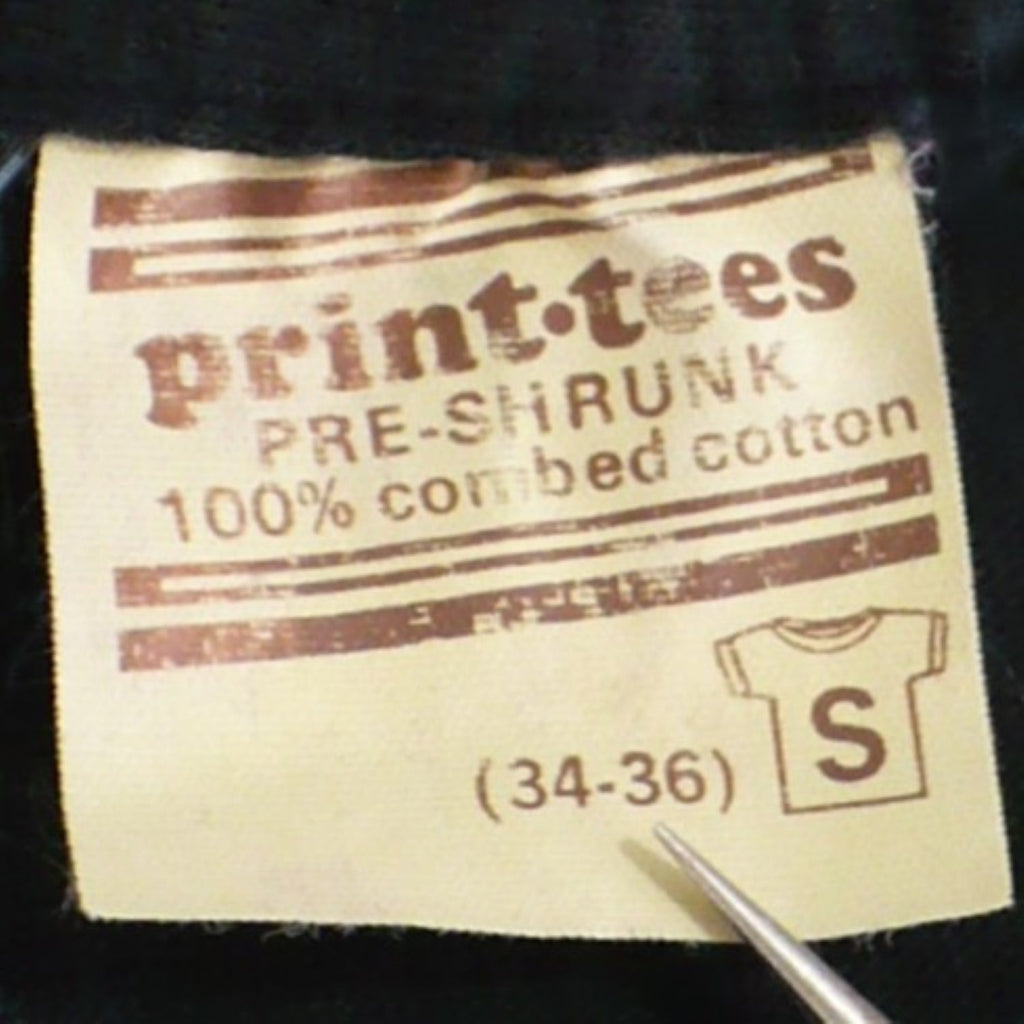 print·tees
PRE-SHRUNK
100% combed cotton
S
(34-36)